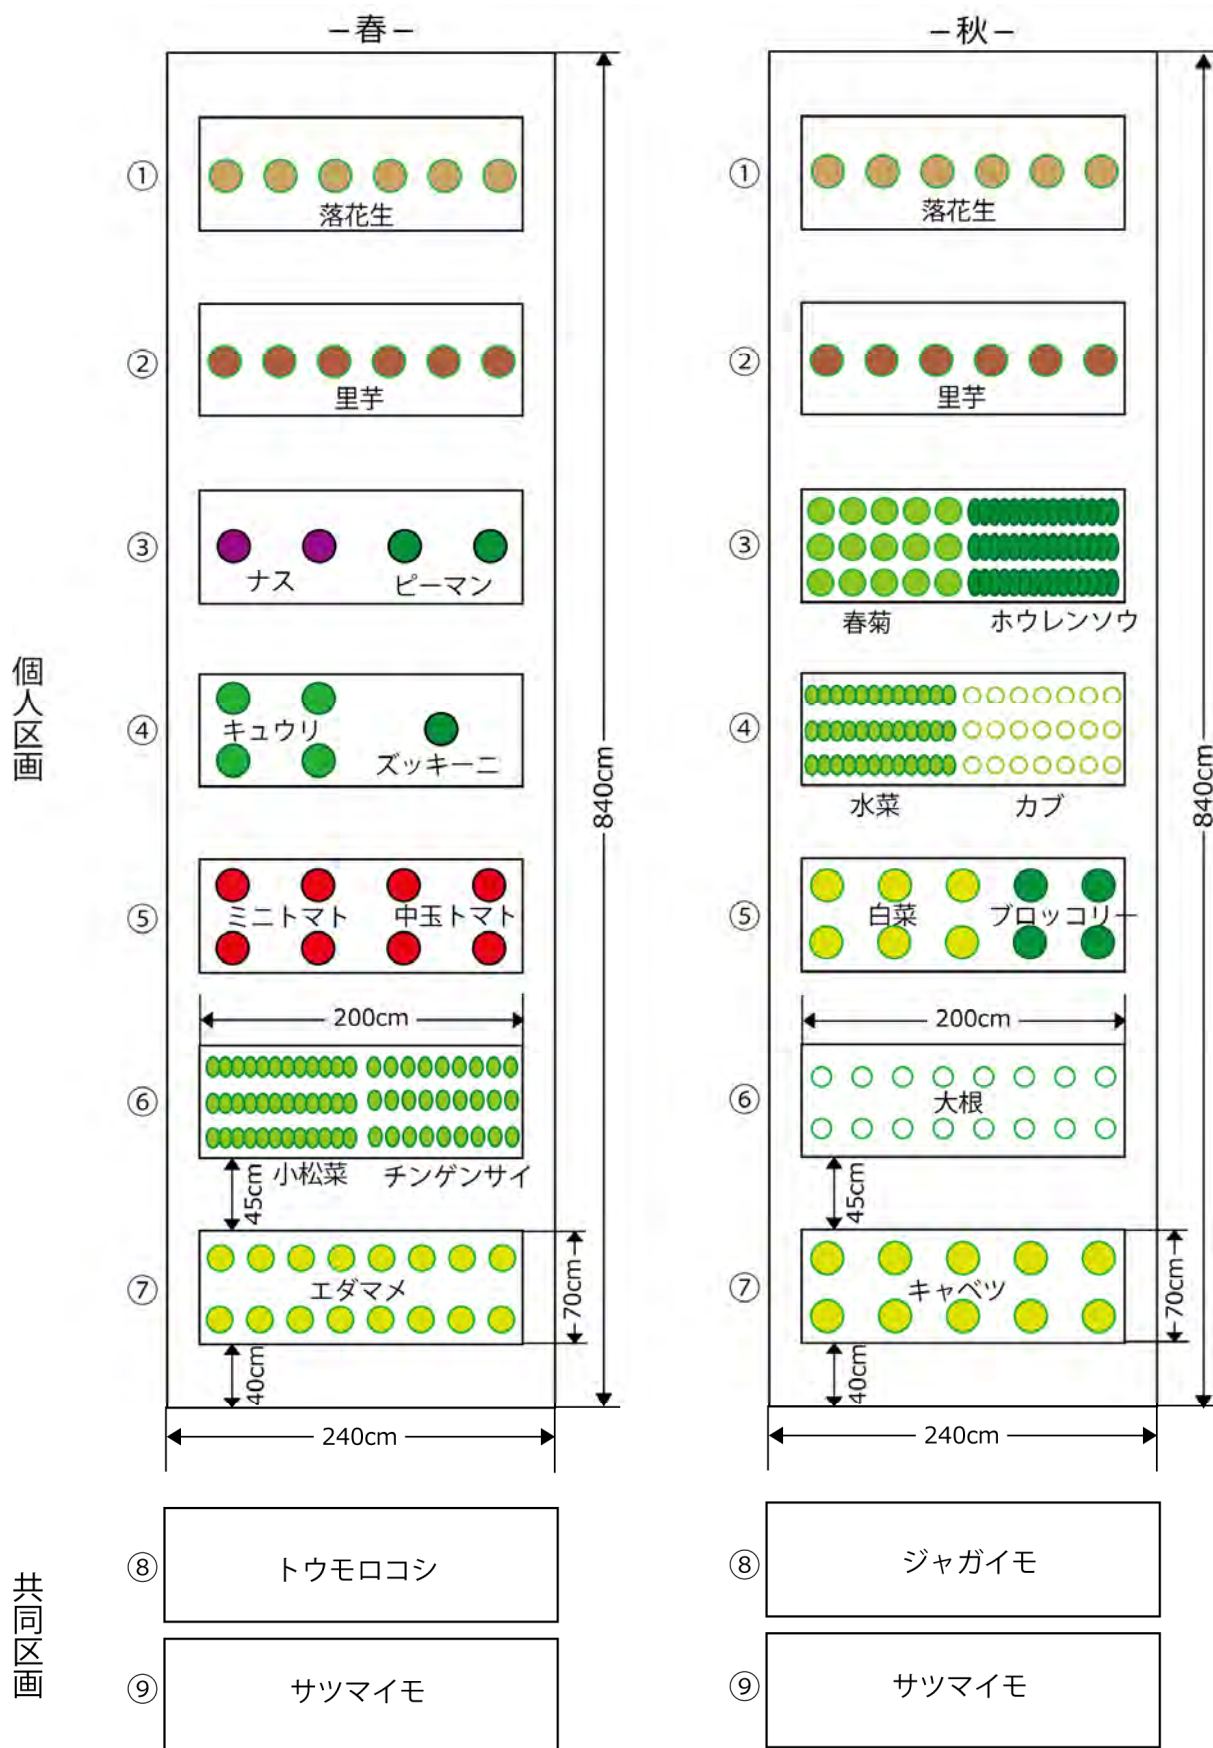 －春－
①
落花生
②
里芋
③
ナス
ピーマン
④
キュウリ
ズッキーニ
⑤
ミニトマト
中玉トマト
200cm
⑥
小松菜
チンゲンサイ
45cm
⑦
エダマメ
70cm
40cm
240cm
840cm
－秋－
①
落花生
②
里芋
③
春菊
ホウレンソウ
④
水菜
カブ
⑤
白菜
ブロッコリー
200cm
⑥
大根
45cm
⑦
キャベツ
70cm
40cm
240cm
840cm
個人区画
共同区画
⑧
トウモロコシ
⑨
サツマイモ
⑧
ジャガイモ
⑨
サツマイモ